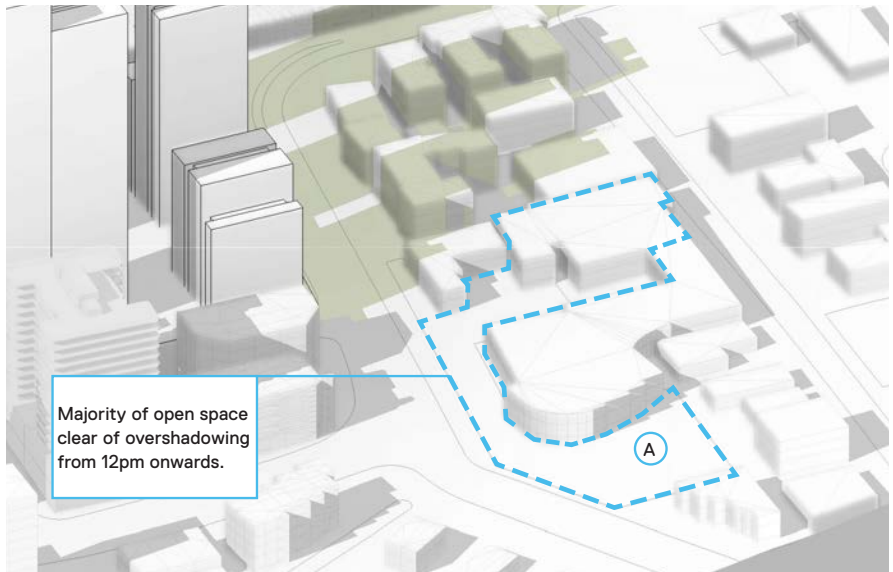 Majority of open space
clear of overshadowing
from 12pm onwards.
A